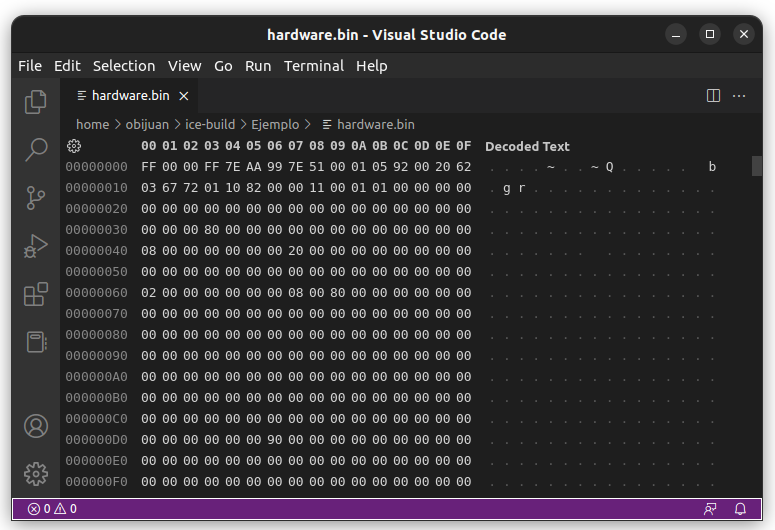 hardware.bin - Visual Studio Code
File Edit Selection View Go Run Terminal Help
hardware.bin
home > obijuan > ice-build > Ejemplo > hardware.bin
00 01 02 03 04 05 06 07 08 09 0A 0B 0C 0D 0E 0F Decoded Text
00000000 FF 00 00 FF 7E AA 99 7E 51 00 01 05 92 00 20 62 . . . . ~ . . ~ Q . . . . .   b
00000010 03 67 72 01 10 82 00 00 11 00 01 01 00 00 00 00 . g r . . . . . . . . . . . . .
00000020 00 00 00 00 00 00 00 00 00 00 00 00 00 00 00 00 . . . . . . . . . . . . . . . .
00000030 00 00 00 80 00 00 00 00 00 00 00 00 00 00 00 00 . . . . . . . . . . . . . . . .
00000040 08 00 00 00 00 00 00 20 00 00 00 00 00 00 00 00 . . . . . . .   . . . . . . . .
00000050 00 00 00 00 00 00 00 00 00 00 00 00 00 00 00 00 . . . . . . . . . . . . . . . .
00000060 02 00 00 00 00 00 00 08 00 80 00 00 00 00 00 00 . . . . . . . . . . . . . . . .
00000070 00 00 00 00 00 00 00 00 00 00 00 00 00 00 00 00 . . . . . . . . . . . . . . . .
00000080 00 00 00 00 00 00 00 00 00 00 00 00 00 00 00 00 . . . . . . . . . . . . . . . .
00000090 00 00 00 00 00 00 00 00 00 00 00 00 00 00 00 00 . . . . . . . . . . . . . . . .
000000A0 00 00 00 00 00 00 00 00 00 00 00 00 00 00 00 00 . . . . . . . . . . . . . . . .
000000B0 00 00 00 00 00 00 00 00 00 00 00 00 00 00 00 00 . . . . . . . . . . . . . . . .
000000C0 00 00 00 00 00 00 00 00 00 00 00 00 00 00 00 00 . . . . . . . . . . . . . . . .
000000D0 00 00 00 00 00 00 90 00 00 00 00 00 00 00 00 00 . . . . . . . . . . . . . . . .
000000E0 00 00 00 00 00 00 00 00 00 00 00 00 00 00 00 00 . . . . . . . . . . . . . . . .
000000F0 00 00 00 00 00 00 00 00 00 00 00 00 00 00 00 00 . . . . . . . . . . . . . . . .
0 0